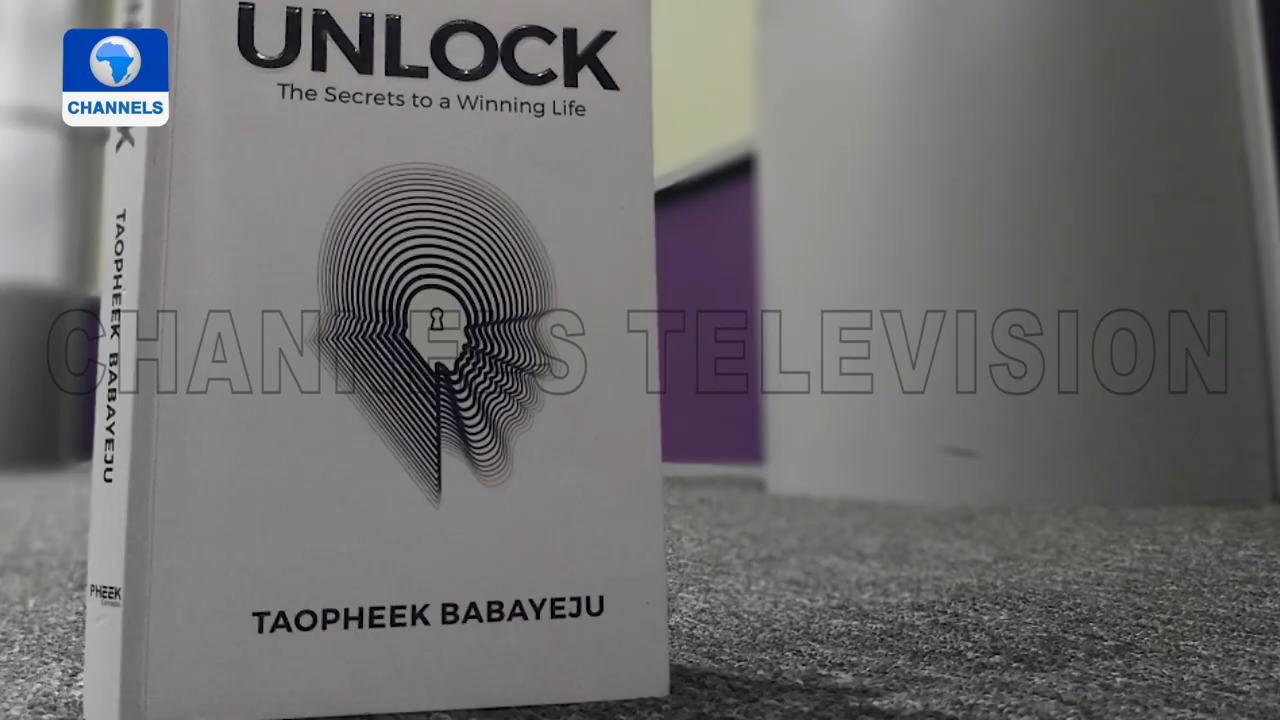 CHANNELS
UNLOCK
The Secrets to a Winning Life
TAOPHEEK BABAYEJU
TAOPHEEK BABAYEJU
PHEEK
CHANNELS TELEVISION